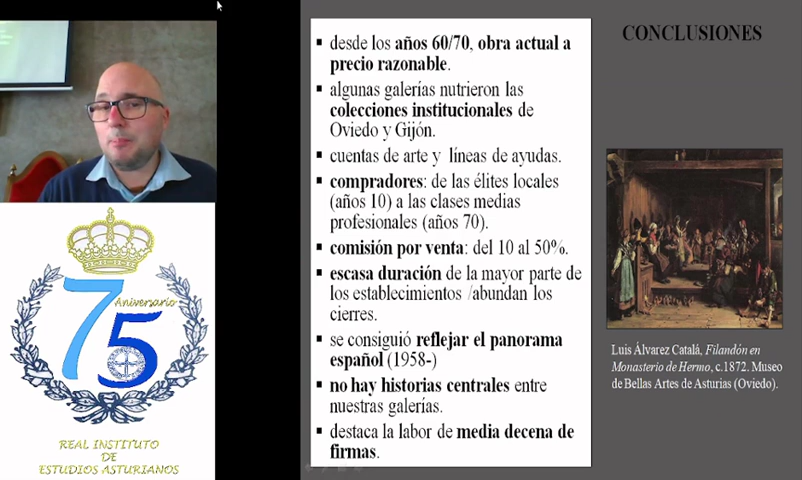 CONCLUSIONES
▪ desde los años 60/70, obra actual a
precio razonable.
▪ algunas galerías nutrieron las
colecciones institucionales de
Oviedo y Gijón.
▪ cuentas de arte y líneas de ayudas.
▪ compradores: de las élites locales
(años 10) a las clases medias
profesionales (años 70).
▪ comisión por venta: del 10 al 50%.
▪ escasa duración de la mayor parte de
los establecimientos /abundan los
cierres.
▪ se consiguió reflejar el panorama
español (1958-)
▪ no hay historias centrales entre
nuestras galerías.
▪ destaca la labor de media decena de
firmas.
Luis Álvarez Catalá, Filandón en
Monasterio de Hermo, c.1872. Museo
de Bellas Artes de Asturias (Oviedo).
75
Aniversario
REAL INSTITUTO
DE
ESTUDIOS ASTURIANOS